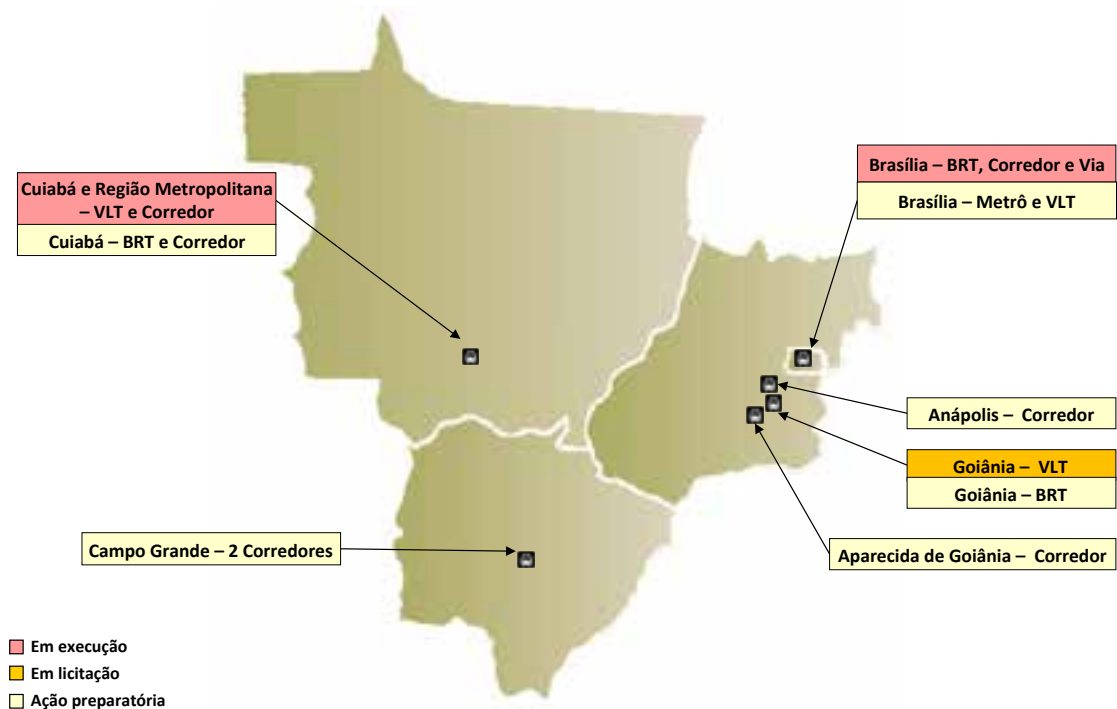 Cuiabá e Região Metropolitana
– VLT e Corredor
Cuiabá – BRT e Corredor
Brasília – BRT, Corredor e Via
Brasília – Metrô e VLT
Anápolis – Corredor
Goiânia – VLT
Goiânia – BRT
Campo Grande – 2 Corredores
Aparecida de Goiânia – Corredor
Em execução
Em licitação
Ação preparatória